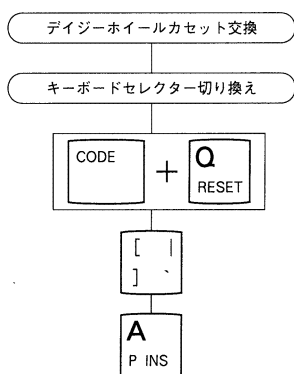 デイジーホイールカセット交換
キーボードセレクター切り換え
CODE + Q
RESET
[ |
] `
A
P INS